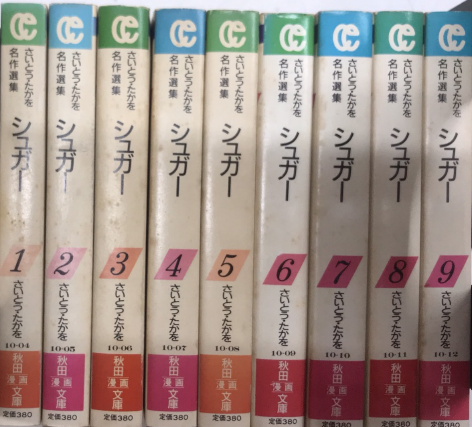 さいとうたかを
名作選集
シュガー
1
さいとうたかを
10-04
秋田
漫画
文庫
定価380
さいとうたかを
名作選集
シュガー
2
さいとうたかを
10-05
秋田
漫画
文庫
定価380
さいとうたかを
名作選集
シュガー
3
さいとうたかを
10-06
秋田
漫画
文庫
定価380
さいとうたかを
名作選集
シュガー
4
さいとうたかを
10-07
秋田
漫画
文庫
定価380
さいとうたかを
名作選集
シュガー
5
さいとうたかを
10-08
秋田
漫画
文庫
定価380
さいとうたかを
名作選集
シュガー
6
さいとうたかを
10-09
秋田
漫画
文庫
定価380
さいとうたかを
名作選集
シュガー
7
さいとうたかを
10-10
秋田
漫画
文庫
定価380
さいとうたかを
名作選集
シュガー
8
さいとうたかを
10-11
秋田
漫画
文庫
定価380
さいとうたかを
名作選集
シュガー
9
さいとうたかを
10-12
秋田
漫画
文庫
定価380